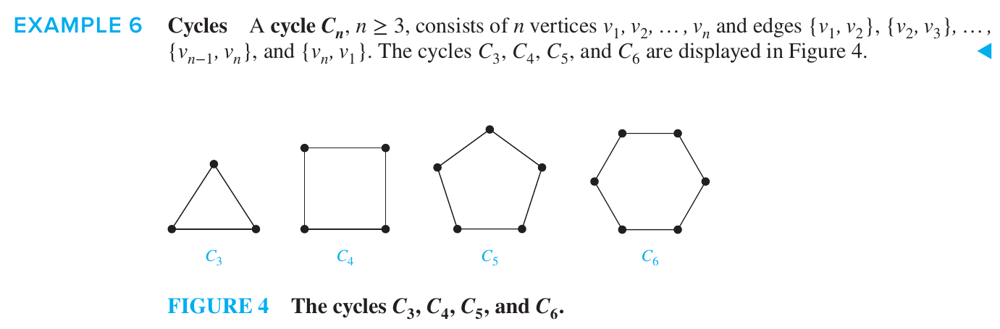 EXAMPLE 6 Cycles A cycle Cₙ, n ≥ 3, consists of n vertices v₁, v₂, …, vₙ and edges {v₁, v₂}, {v₂, v₃}, …,
{vₙ₋₁, vₙ}, and {vₙ, v₁}. The cycles C₃, C₄, C₅, and C₆ are displayed in Figure 4.
C₃ C₄ C₅ C₆
FIGURE 4 The cycles C₃, C₄, C₅, and C₆.